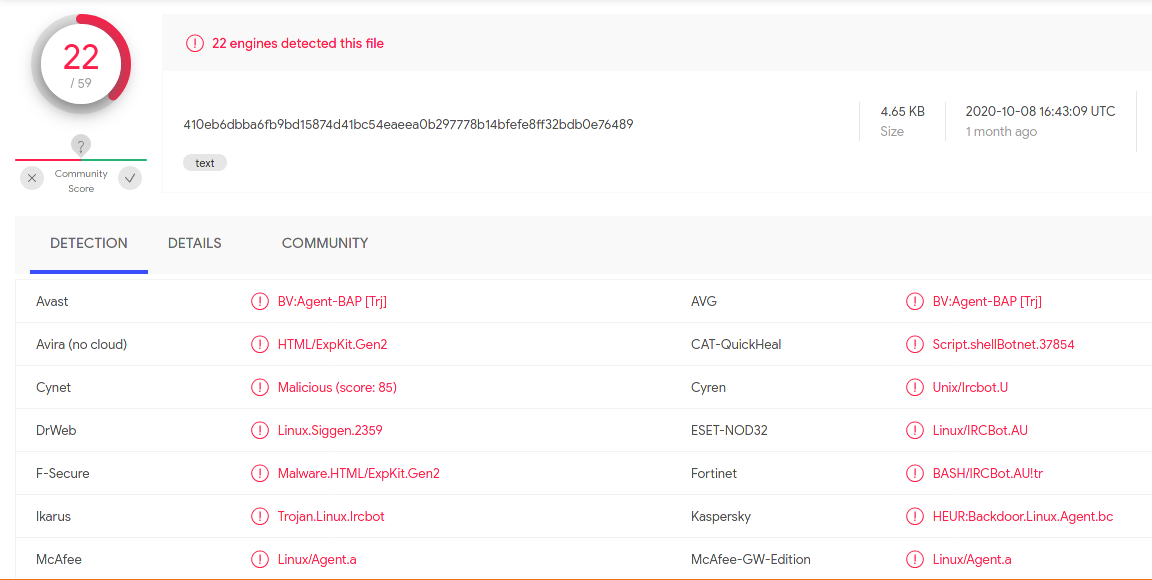 22
/ 59
?
Community
Score
22 engines detected this file
410eb6dbba6fb9bd15874d41bc54eaeea0b297778b14bfefe8ff32bdb0e76489
text
4.65 KB
Size
2020-10-08 16:43:09 UTC
1 month ago
DETECTION DETAILS COMMUNITY
Avast BV:Agent-BAP [Trj] AVG BV:Agent-BAP [Trj]
Avira (no cloud) HTML/ExpKit.Gen2 CAT-QuickHeal Script.shellBotnet.37854
Cynet Malicious (score: 85) Cyren Unix/Ircbot.U
DrWeb Linux.Siggen.2359 ESET-NOD32 Linux/IRCBot.AU
F-Secure Malware.HTML/ExpKit.Gen2 Fortinet BASH/IRCBot.AU!tr
Ikarus Trojan.Linux.Ircbot Kaspersky HEUR:Backdoor.Linux.Agent.bc
McAfee Linux/Agent.a McAfee-GW-Edition Linux/Agent.a